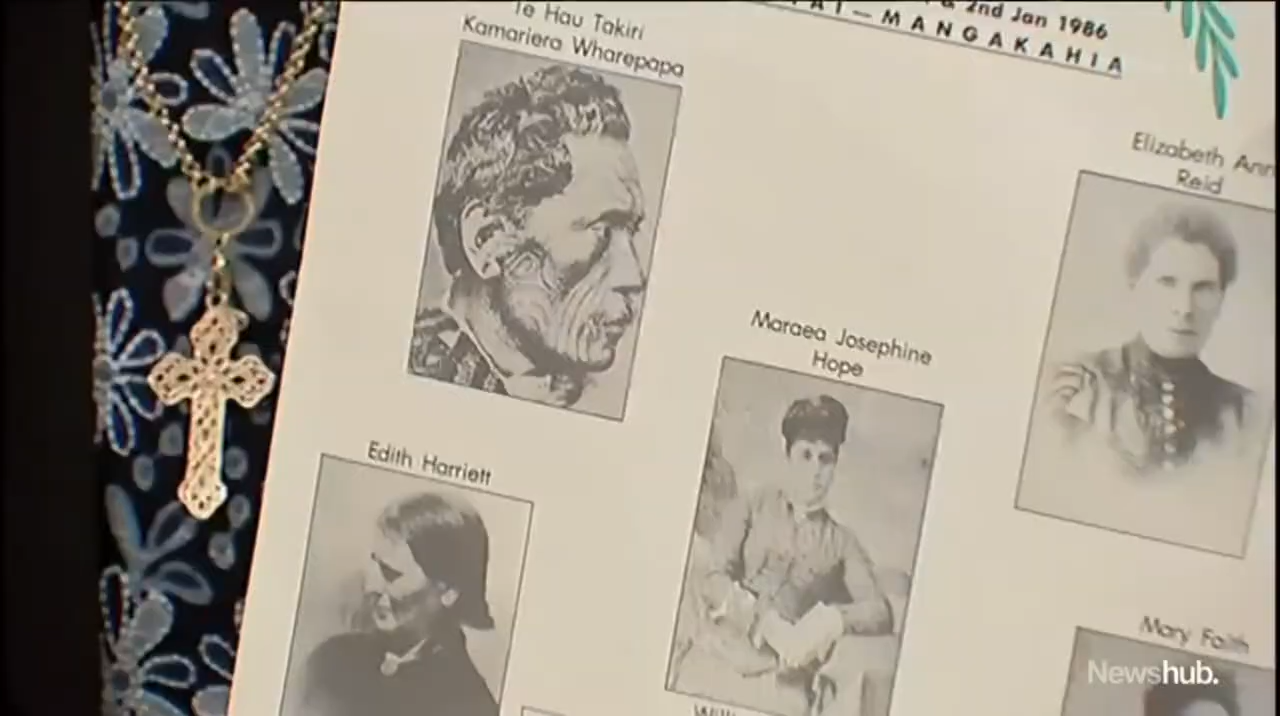 2nd Jan 1986
MANGAKAHIA
Te Hau Takiri
Kamariera Wharepapa
Elizabeth Ann
Reid
Maraea Josephine
Hope
Edith Harriett
Mary Faith
Newshub.